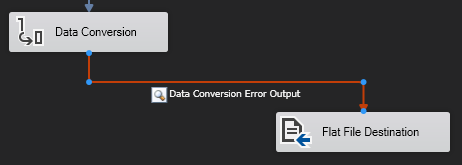 Data Conversion
Data Conversion Error Output
Flat File Destination